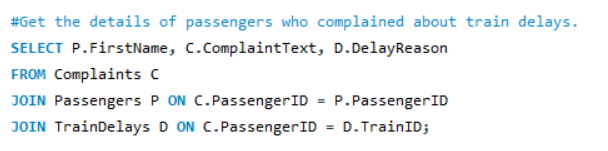 #Get the details of passengers who complained about train delays.
SELECT P.FirstName, C.ComplaintText, D.DelayReason
FROM Complaints C
JOIN Passengers P ON C.PassengerID = P.PassengerID
JOIN TrainDelays D ON C.PassengerID = D.TrainID;